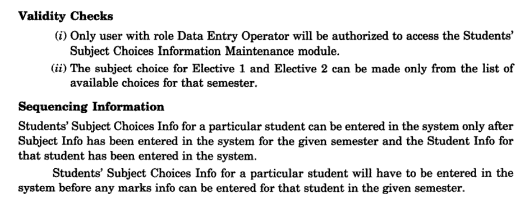 Validity Checks
(i) Only user with role Data Entry Operator will be authorized to access the Students'
Subject Choices Information Maintenance module.
(ii) The subject choice for Elective 1 and Elective 2 can be made only from the list of
available choices for that semester.
Sequencing Information
Students' Subject Choices Info for a particular student can be entered in the system only after
Subject Info has been entered in the system for the given semester and the Student Info for
that student has been entered in the system.
Students' Subject Choices Info for a particular student will have to be entered in the
system before any marks info can be entered for that student in the given semester.